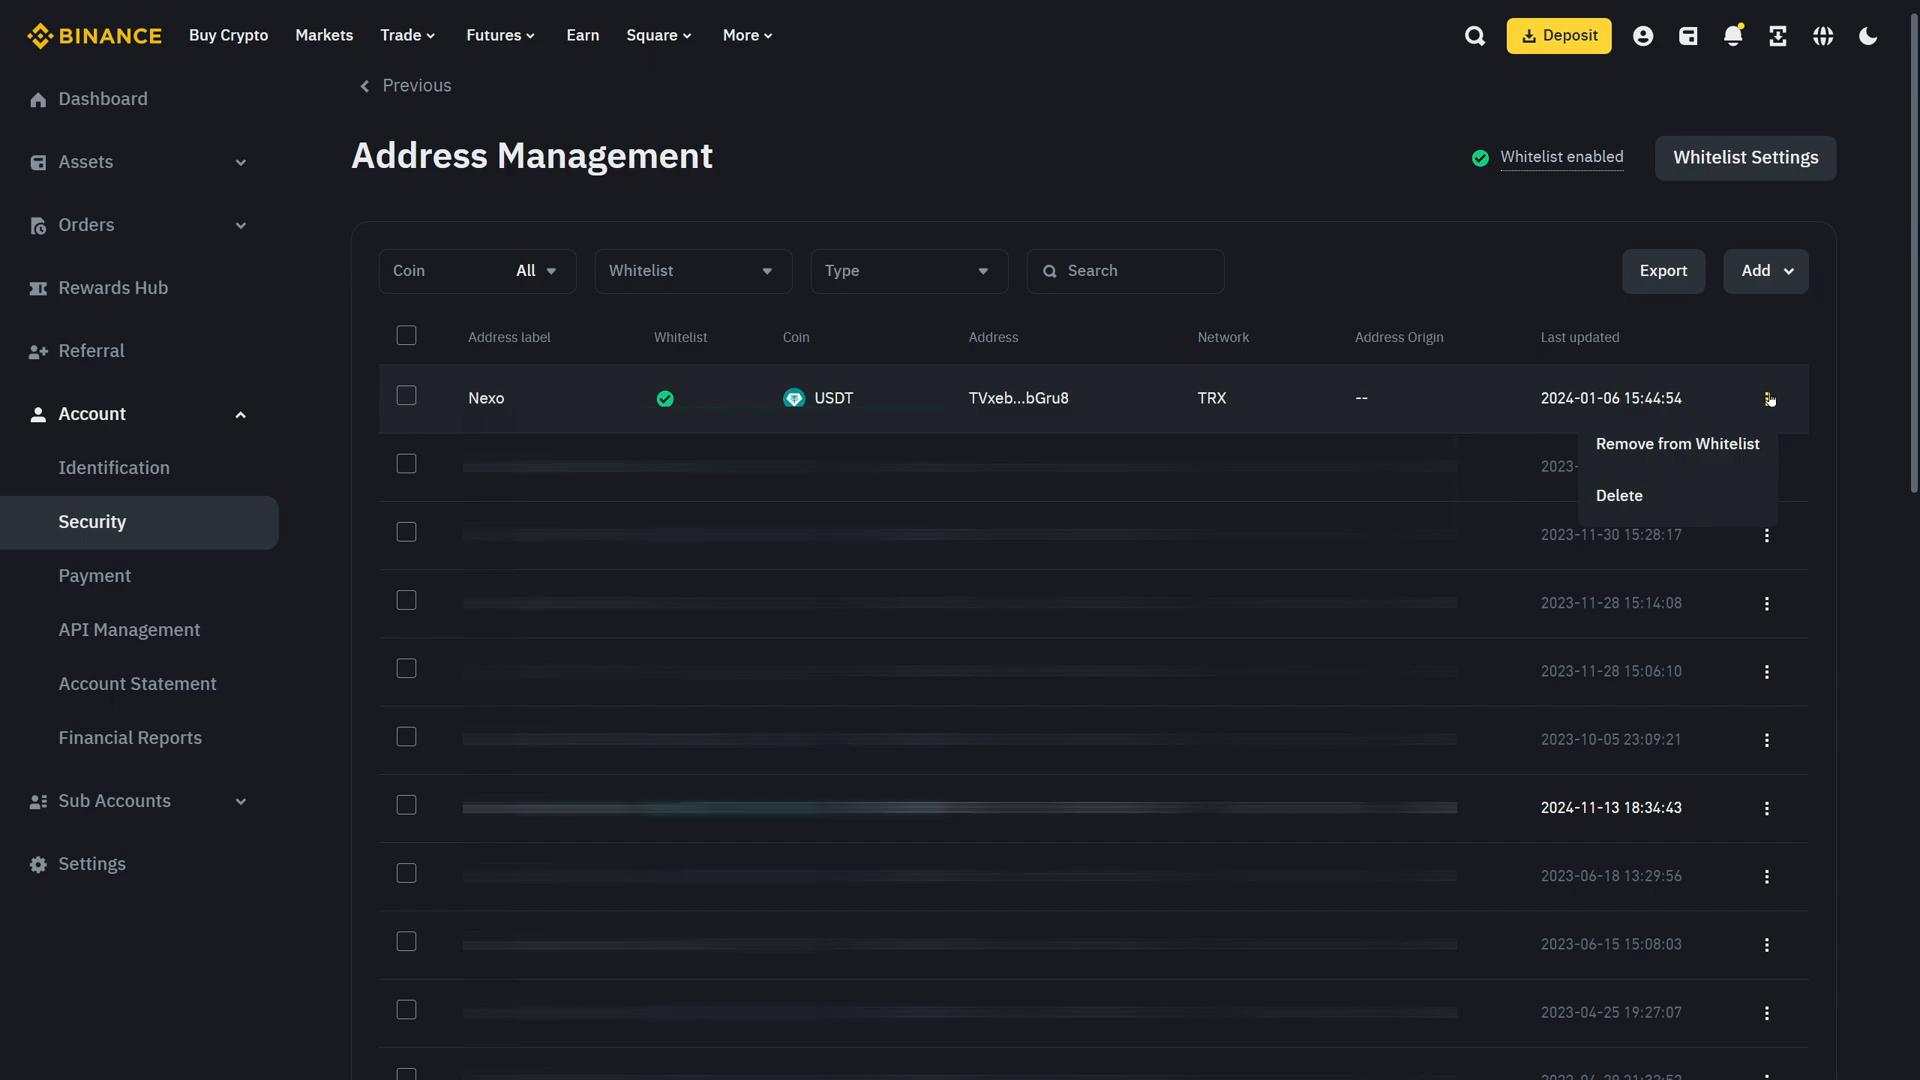 BINANCE Buy Crypto Markets Trade Futures Earn Square More Deposit
Previous
Dashboard
Assets
Orders
Rewards Hub
Referral
Account
Identification
Security
Payment
API Management
Account Statement
Financial Reports
Sub Accounts
Settings
Address Management
Whitelist enabled Whitelist Settings
Coin All Whitelist Type Search Export Add
Address label Whitelist Coin Address Network Address Origin Last updated
Nexo USDT TVxeb...bGru8 TRX -- 2024-01-06 15:44:54
Remove from Whitelist
2023-
Delete
2023-11-30 15:28:17
2023-11-28 15:14:08
2023-11-28 15:06:10
2023-10-05 23:09:21
2024-11-13 18:34:43
2023-06-18 13:29:56
2023-06-15 15:08:03
2023-04-25 19:27:07